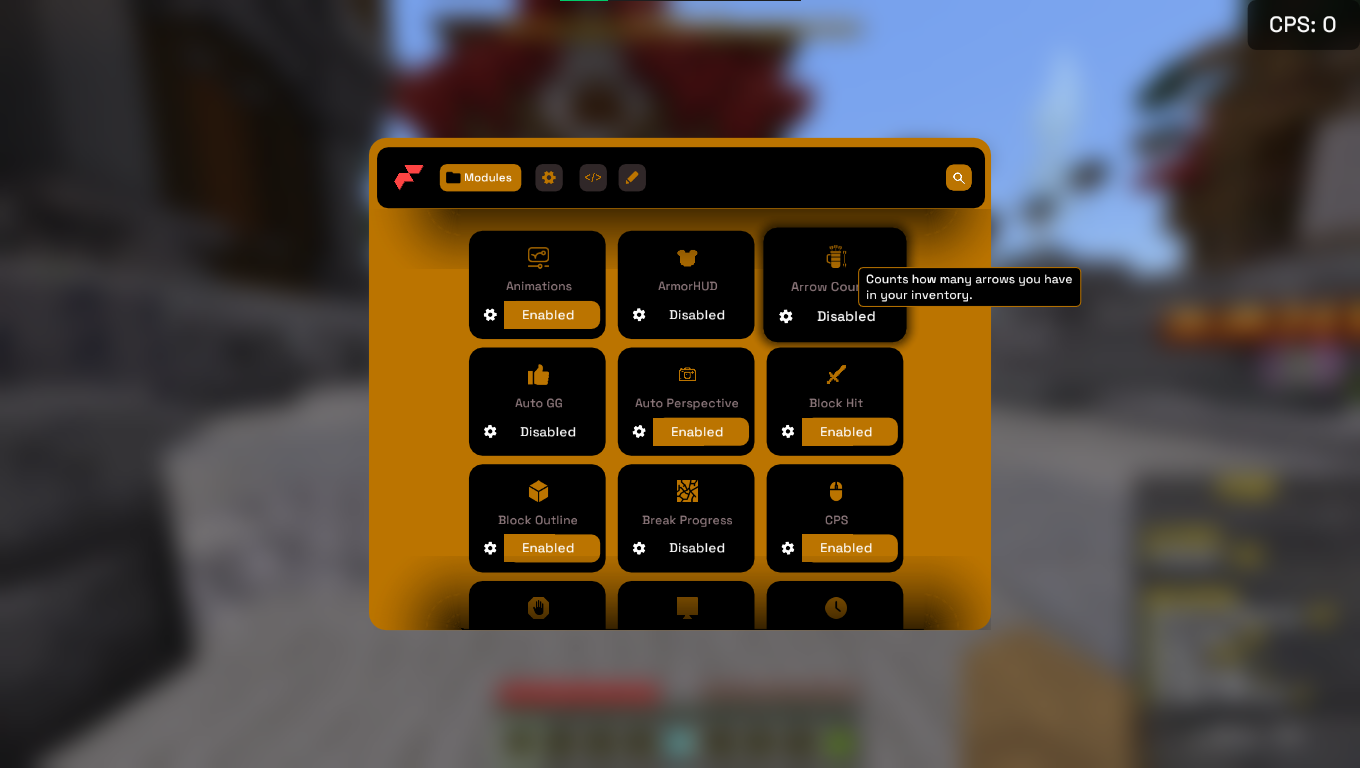 CPS: 0
Modules
</>
Animations
Enabled
ArmorHUD
Disabled
Arrow Cou
Disabled
Counts how many arrows you have
in your inventory.
Auto GG
Disabled
Auto Perspective
Enabled
Block Hit
Enabled
Block Outline
Enabled
Break Progress
Disabled
CPS
Enabled